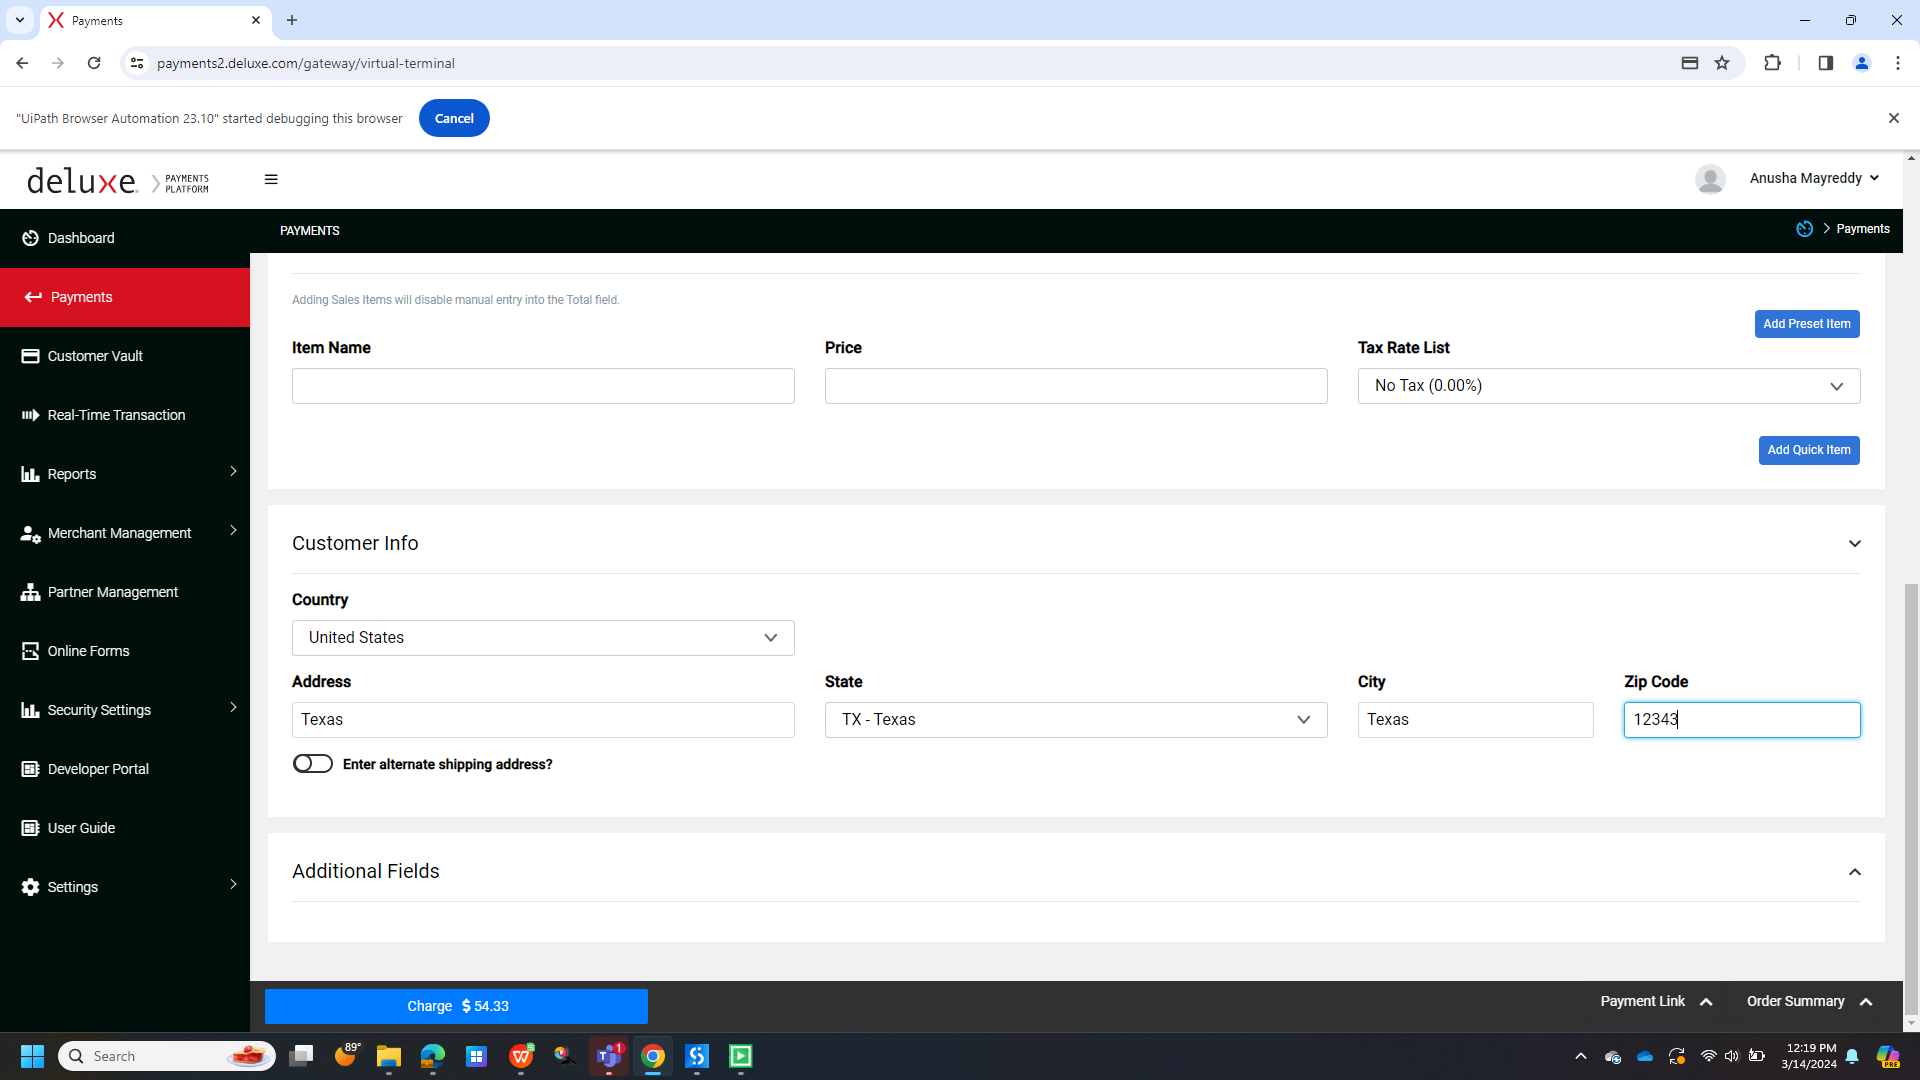 Payments
payments2.deluxe.com/gateway/virtual-terminal
"UiPath Browser Automation 23.10" started debugging this browser
Cancel
deluxe. PAYMENTS PLATFORM
Anusha Mayreddy
Dashboard
Payments
Customer Vault
Real-Time Transaction
Reports
Merchant Management
Partner Management
Online Forms
Security Settings
Developer Portal
User Guide
Settings
PAYMENTS
Payments
Adding Sales Items will disable manual entry into the Total field.
Add Preset Item
Item Name
Price
Tax Rate List
No Tax (0.00%)
Add Quick Item
Customer Info
Country
United States
Address
State
City
Zip Code
Texas
TX - Texas
Texas
12343
Enter alternate shipping address?
Additional Fields
Charge $ 54.33
Payment Link
Order Summary
Search
89°
1
12:19 PM
3/14/2024
PRE